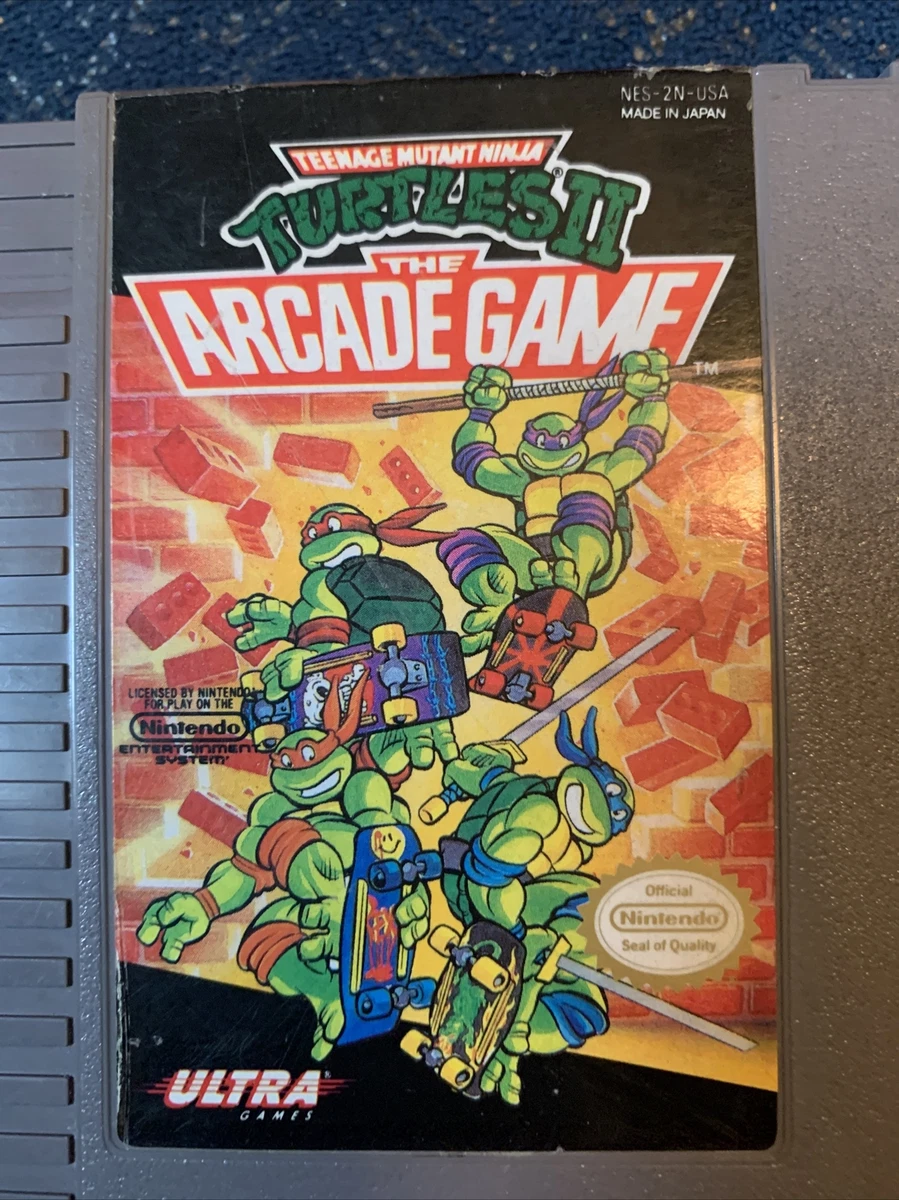 NES-2N-USA
MADE IN JAPAN
TEENAGE MUTANT NINJA
TURTLES® II
THE
ARCADE GAME
TM
LICENSED BY NINTENDO®
FOR PLAY ON THE
Nintendo
ENTERTAINMENT
SYSTEM®
Official
Nintendo®
Seal of Quality
ULTRA®
GAMES